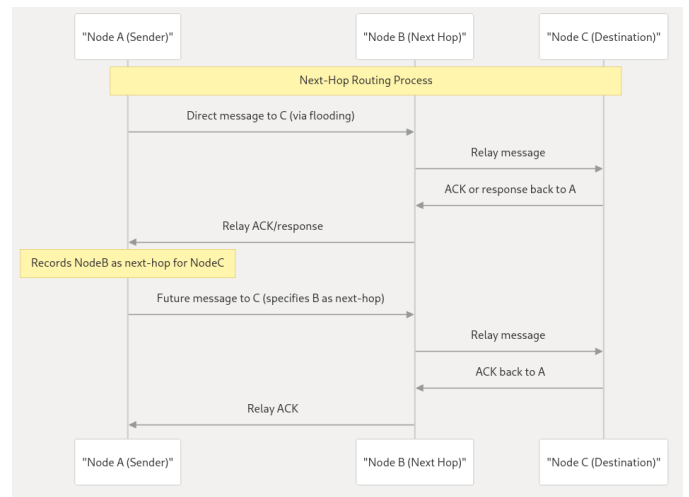 "Node A (Sender)"
"Node B (Next Hop)"
"Node C (Destination)"
Next-Hop Routing Process
Direct message to C (via flooding)
Relay message
ACK or response back to A
Relay ACK/response
Records NodeB as next-hop for NodeC
Future message to C (specifies B as next-hop)
Relay message
ACK back to A
Relay ACK
"Node A (Sender)"
"Node B (Next Hop)"
"Node C (Destination)"